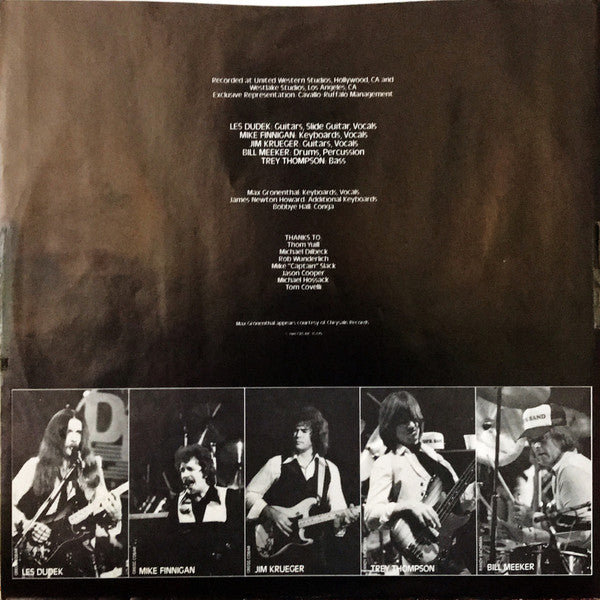 Recorded at United Western Studios, Hollywood, CA and
Westlake Studios, Los Angeles, CA
Exclusive Representation: Cavallo-Ruffalo Management
LES DUDEK: Guitars, Slide Guitar, Vocals
MIKE FINNIGAN: Keyboards, Vocals
JIM KRUEGER: Guitars, Vocals
BILL MEEKER: Drums, Percussion
TREY THOMPSON: Bass
Max Gronenthal: Keyboards, Vocals
James Newton Howard: Additional Keyboards
Bobbye Hall: Conga
THANKS TO:
Thom Yuill
Michael Dilbeck
Rob Wunderlich
Mike "Captain" Slack
Jason Cooper
Michael Hossack
Tom Covelli
Max Gronenthal appears courtesy of Chrysalis Records
D
BAND
LES DUDEK
MIKE FINNIGAN
JIM KRUEGER
TREY THOMPSON
BILL MEEKER